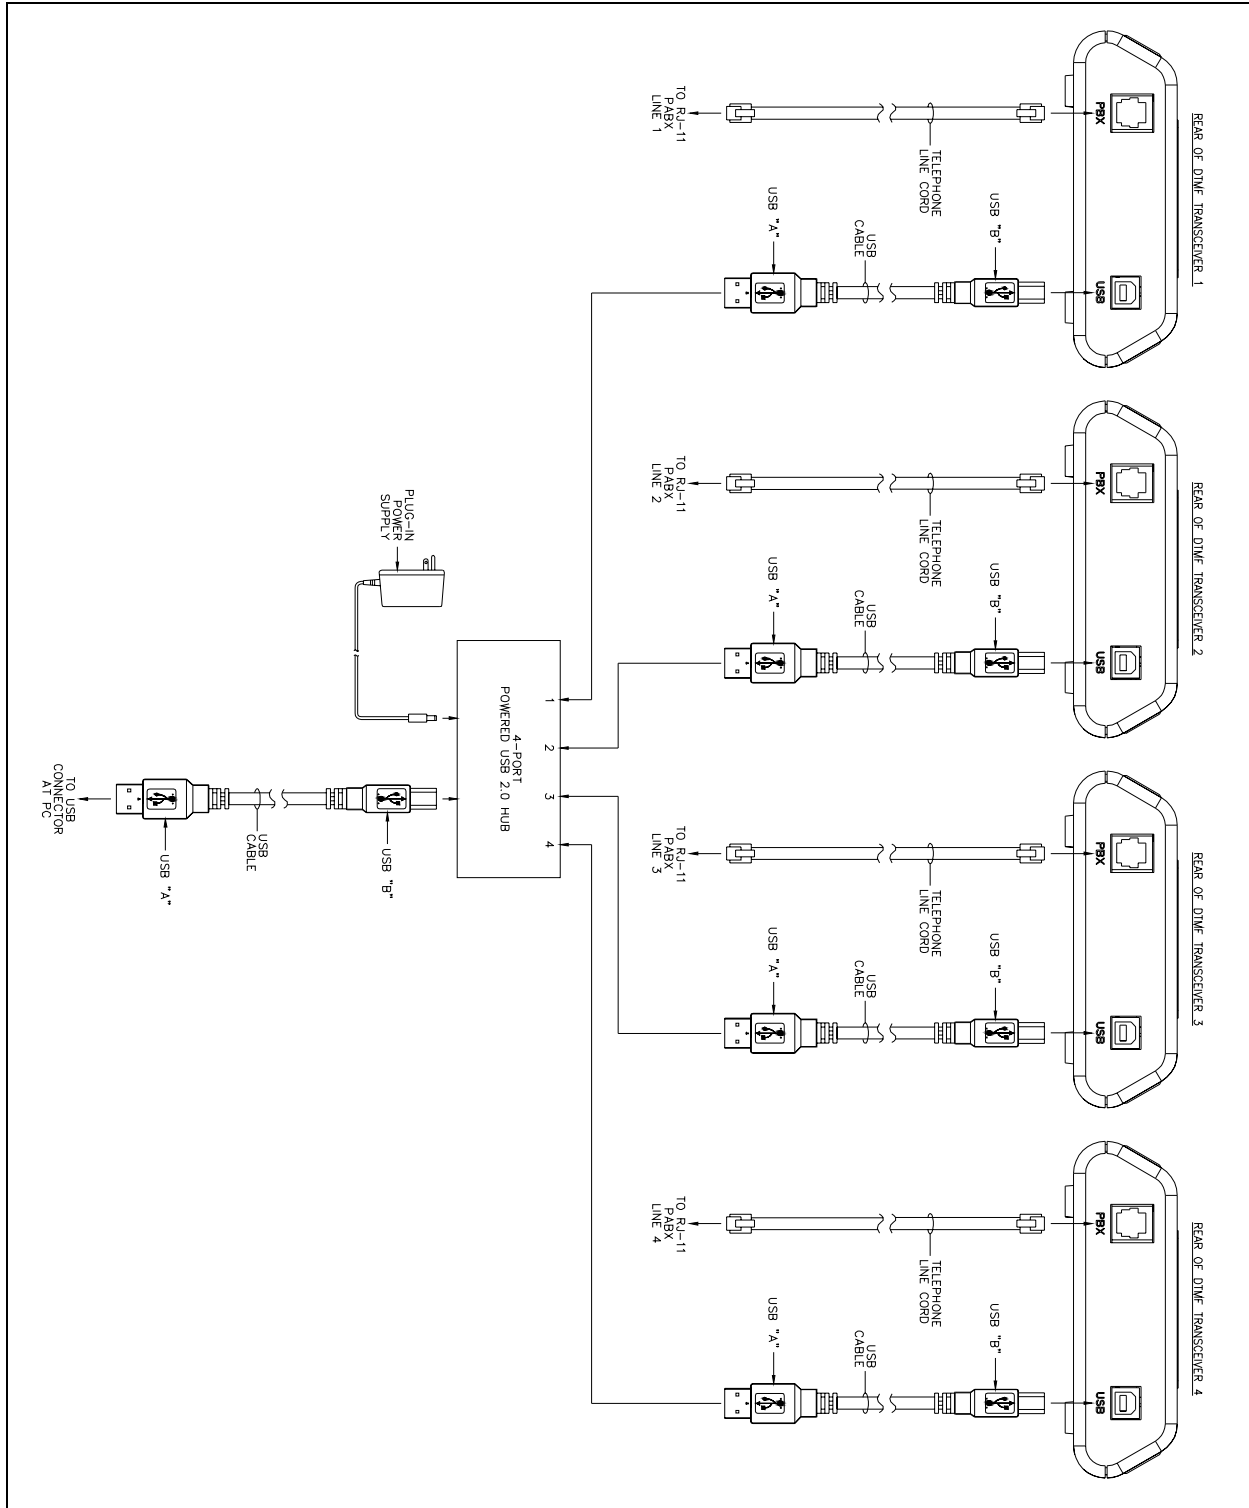 REAR OF DTMF TRANSCEIVER 1
PBX
USB
TELEPHONE
LINE CORD
USB "B"
USB
CABLE
USB "A"
TO RJ-11
PABX
LINE 1
REAR OF DTMF TRANSCEIVER 2
PBX
USB
TELEPHONE
LINE CORD
USB "B"
USB
CABLE
USB "A"
TO RJ-11
PABX
LINE 2
REAR OF DTMF TRANSCEIVER 3
PBX
USB
TELEPHONE
LINE CORD
USB "B"
USB
CABLE
USB "A"
TO RJ-11
PABX
LINE 3
REAR OF DTMF TRANSCEIVER 4
PBX
USB
TELEPHONE
LINE CORD
USB "B"
USB
CABLE
USB "A"
TO RJ-11
PABX
LINE 4
1
2
3
4
4-PORT
POWERED USB 2.0 HUB
PLUG-IN
POWER
SUPPLY
USB "B"
USB
CABLE
USB "A"
TO USB
CONNECTOR
AT PC